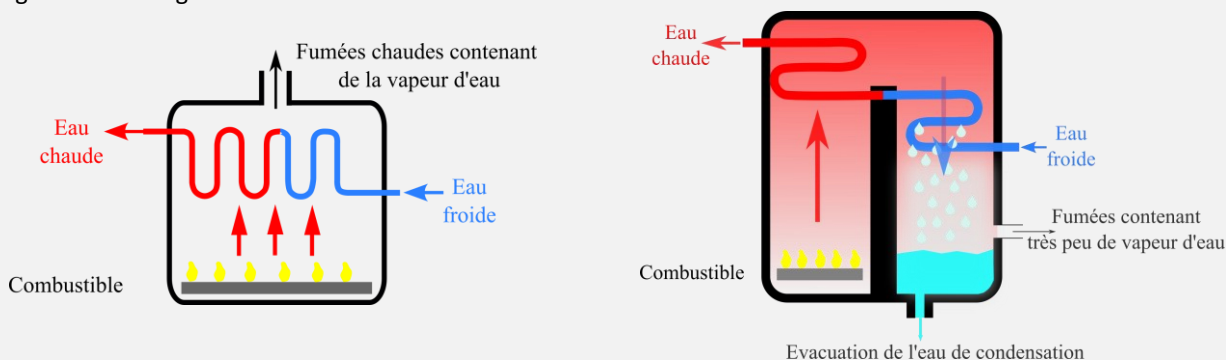 Fumées chaudes contenant
de la vapeur d'eau
Eau
chaude
Eau
froide
Combustible
Eau
chaude
Eau
froide
Fumées contenant
très peu de vapeur d'eau
Combustible
Evacuation de l'eau de condensation